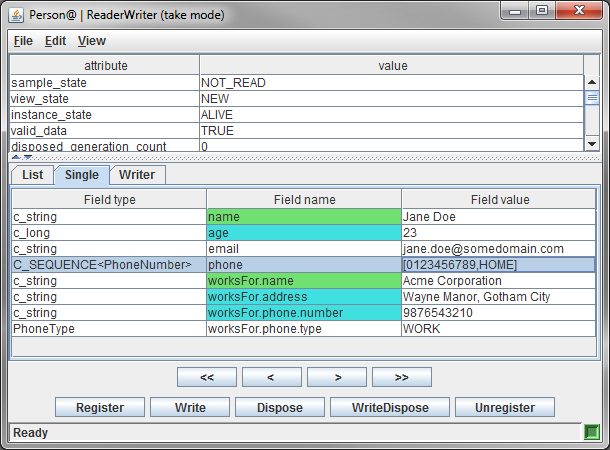 Person@ | ReaderWriter (take mode)
File Edit View
attribute value
sample_state NOT_READ
view_state NEW
instance_state ALIVE
valid_data TRUE
disposed_generation_count 0
List Single Writer
Field type Field name Field value
c_string name Jane Doe
c_long age 23
c_string email jane.doe@somedomain.com
C_SEQUENCE<PhoneNumber> phone [0123456789,HOME]
c_string worksFor.name Acme Corporation
c_string worksFor.address Wayne Manor, Gotham City
c_string worksFor.phone.number 9876543210
PhoneType worksFor.phone.type WORK
<< < > >>
Register Write Dispose WriteDispose Unregister
Ready